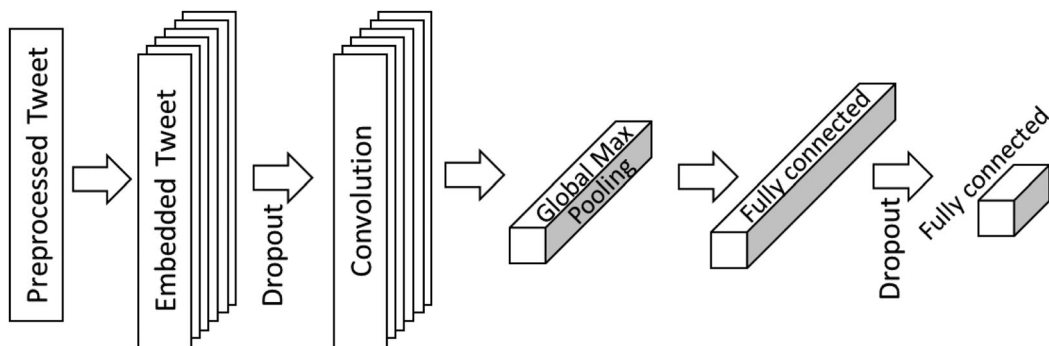 Preprocessed Tweet
Embedded Tweet
Dropout
Convolution
Global Max
Pooling
Fully connected
Dropout
Fully connected